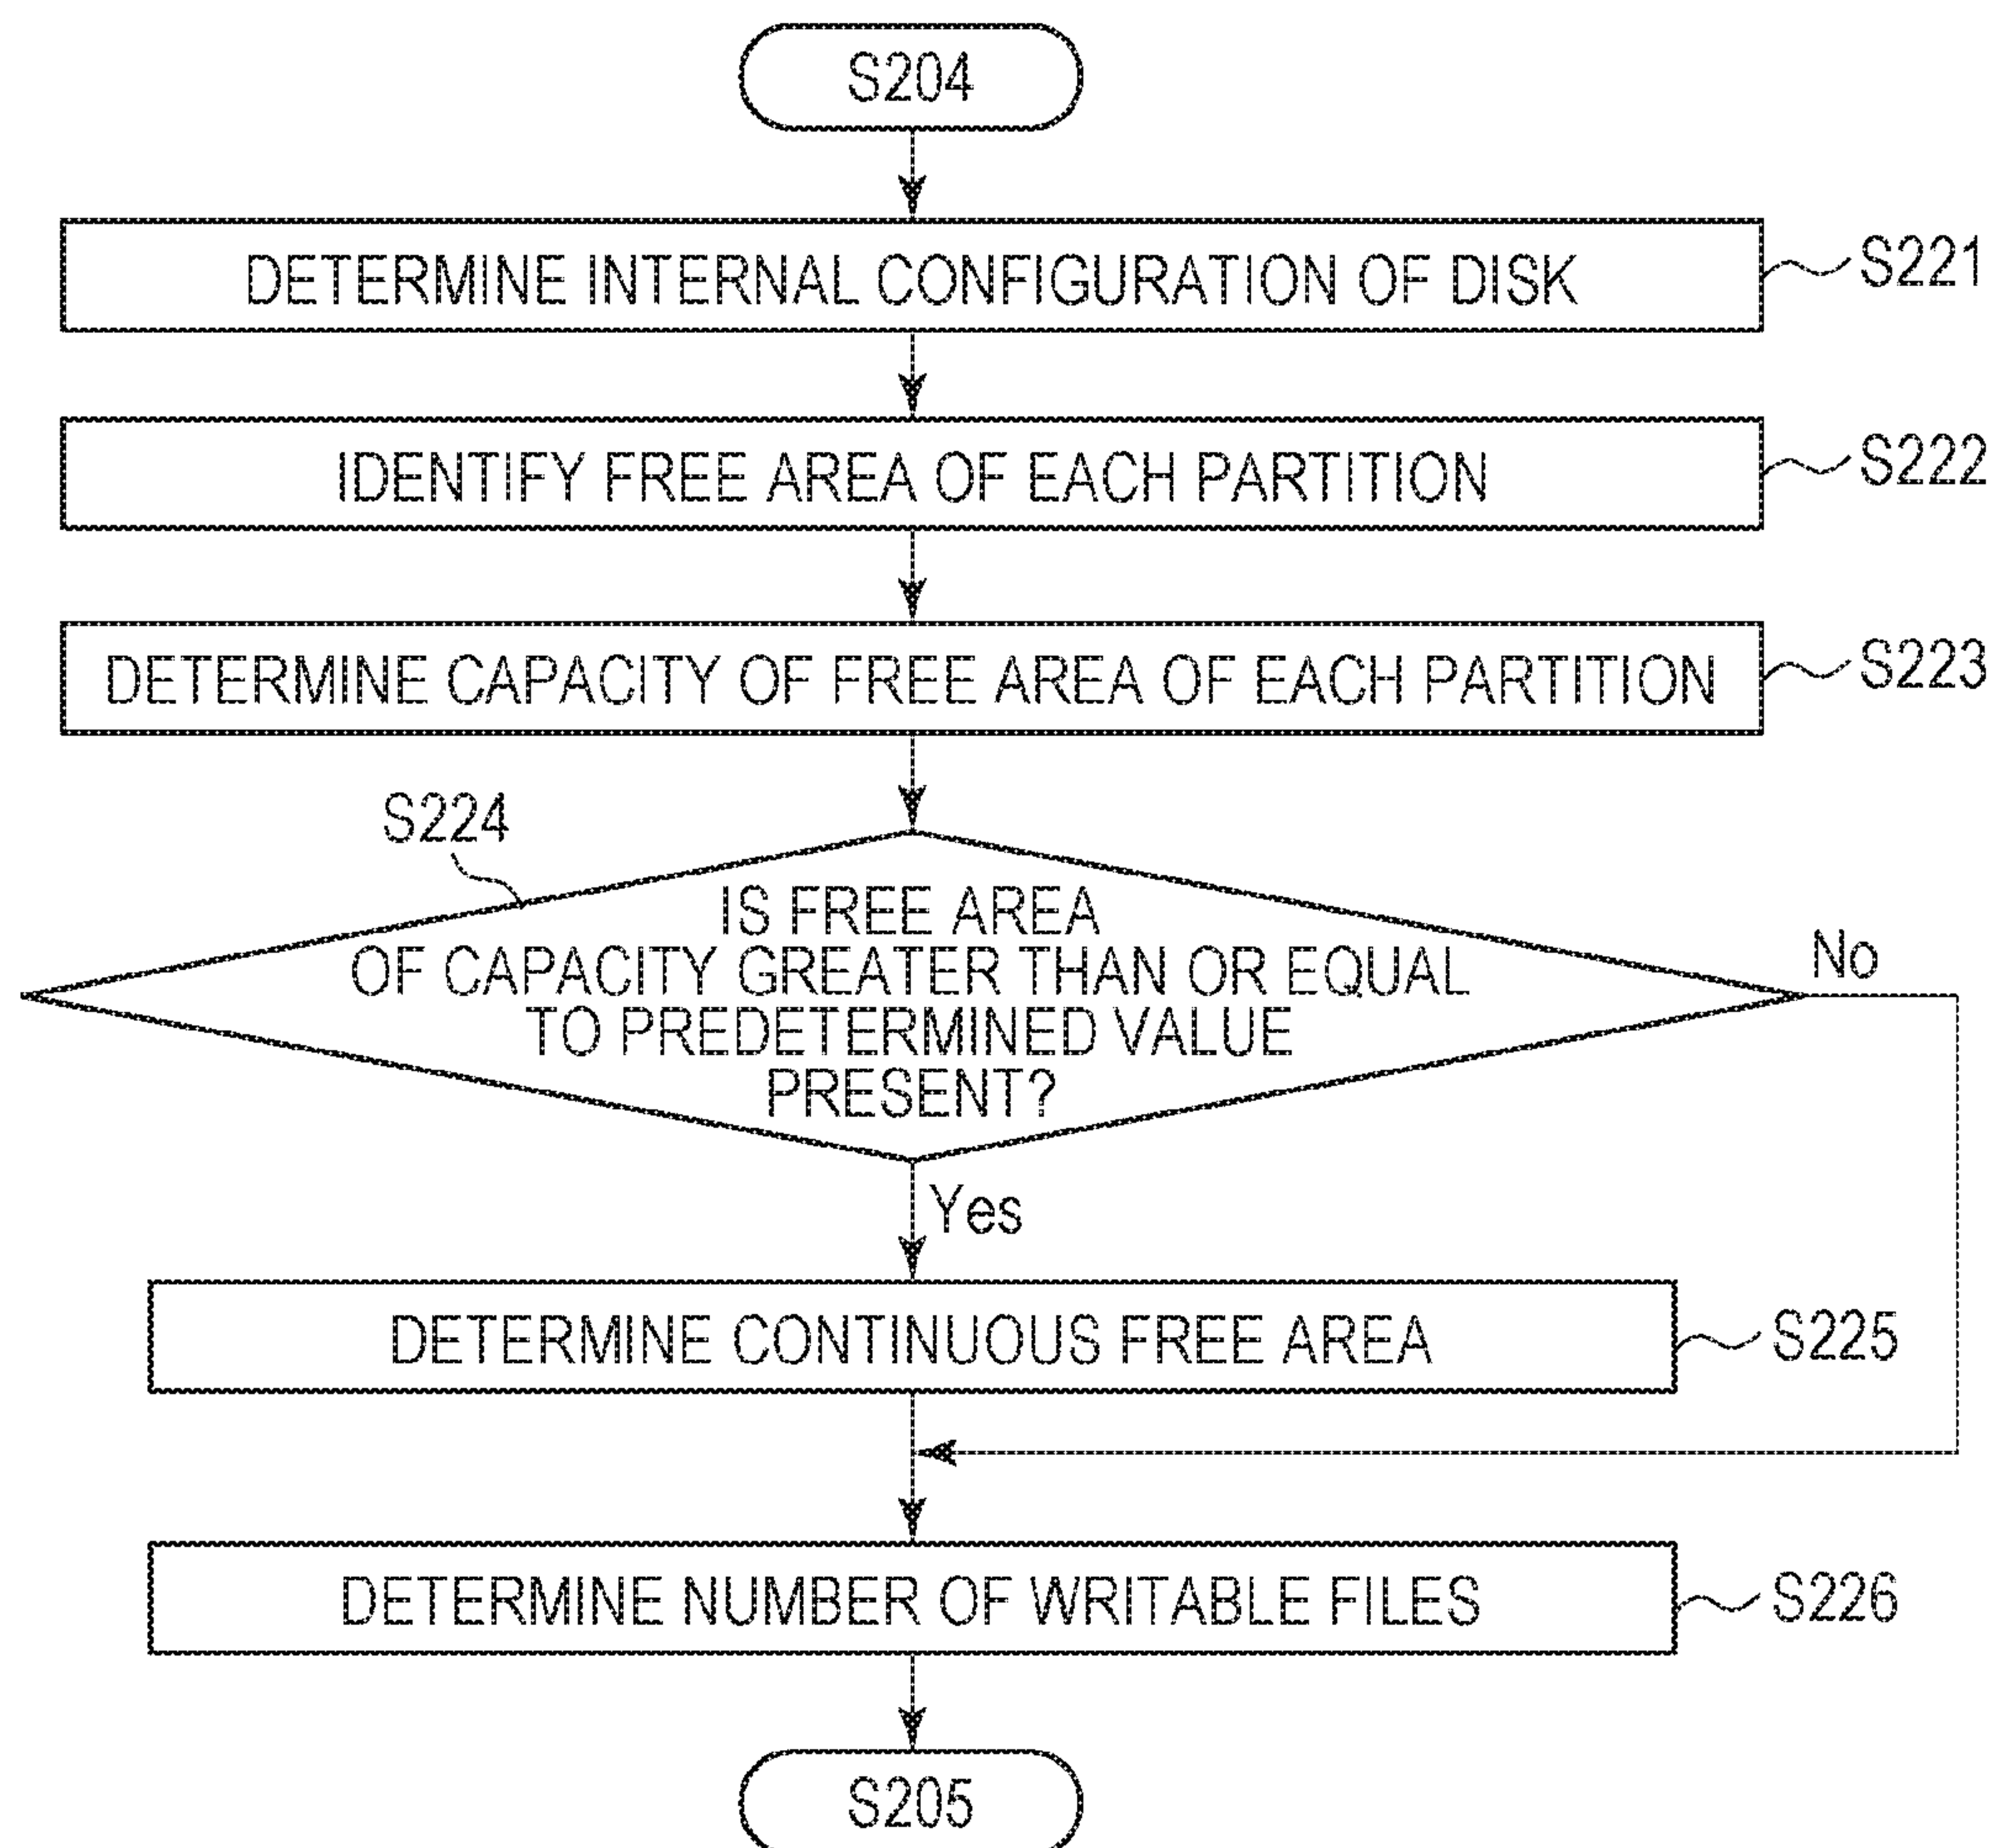 S204
DETERMINE INTERNAL CONFIGURATION OF DISK
S221
IDENTIFY FREE AREA OF EACH PARTITION
S222
DETERMINE CAPACITY OF FREE AREA OF EACH PARTITION
S223
S224
IS FREE AREA
OF CAPACITY GREATER THAN OR EQUAL
TO PREDETERMINED VALUE
PRESENT?
No
Yes
DETERMINE CONTINUOUS FREE AREA
S225
DETERMINE NUMBER OF WRITABLE FILES
S226
S205